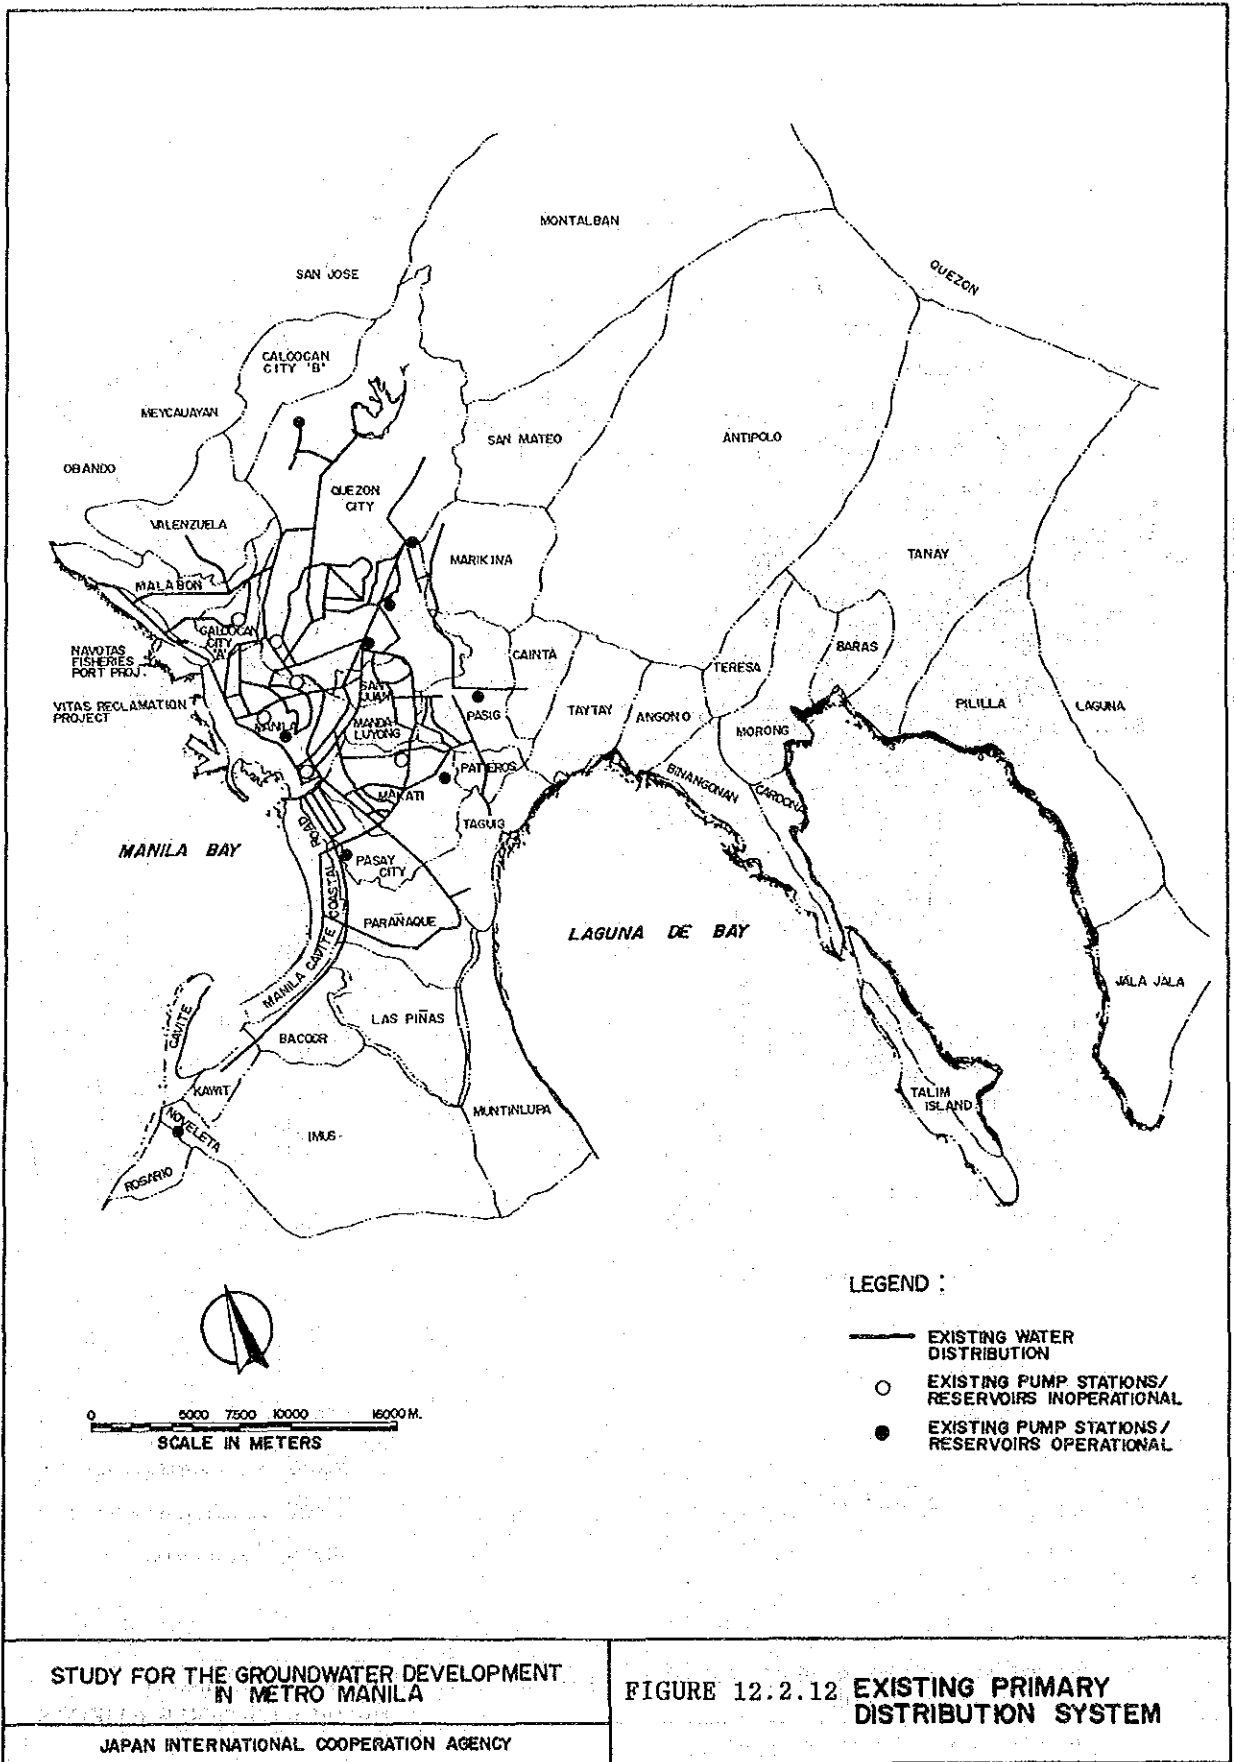 MONTALBAN
SAN JOSE
QUEZON
CALOOCAN
CITY 'B'
MEYCAUAYAN
SAN MATEO
ANTIPOLO
OBANDO
QUEZON
CITY
VALENZUELA
TANAY
MARIKINA
MALABON
CALOOCAN
CITY
'A'
BARAS
NAVOTAS
FISHERIES
PORT PROJ.
CAINTA
TERESA
SAN
JUAN
VITAS RECLAMATION
PROJECT
MANILA
MANDA
LUYONG
PASIG
TAYTAY
ANGONO
MORONG
PILILLA
LAGUNA
PATEROS
BINANGONAN
CARDONA
MAKATI
TAGUIG
MANILA BAY
PASAY
CITY
MANILA CAVITE COASTAL ROAD
PARAÑAQUE
LAGUNA DE BAY
JALA JALA
CAVITE
LAS PIÑAS
BACOOR
KAWIT
TALIM
ISLAND
NOVELETA
MUNTINLUPA
IMUS
ROSARIO
LEGEND :
EXISTING WATER
DISTRIBUTION
EXISTING PUMP STATIONS/
RESERVOIRS INOPERATIONAL
EXISTING PUMP STATIONS/
RESERVOIRS OPERATIONAL
0 5000 7500 10000 16000 M.
SCALE IN METERS
STUDY FOR THE GROUNDWATER DEVELOPMENT
IN METRO MANILA
JAPAN INTERNATIONAL COOPERATION AGENCY
FIGURE 12.2.12 EXISTING PRIMARY
DISTRIBUTION SYSTEM